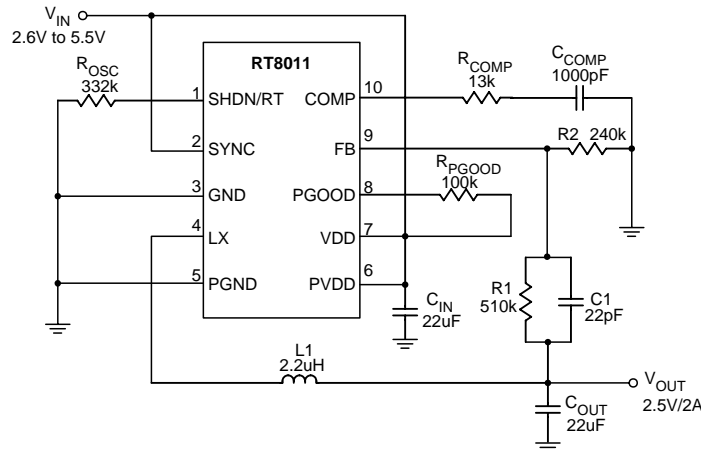 VIN
2.6V to 5.5V
ROSC
332k
RT8011
1 SHDN/RT
2 SYNC
3 GND
4 LX
5 PGND
COMP 10
FB 9
PGOOD 8
VDD 7
PVDD 6
RCOMP
13k
CCOMP
1000pF
R2 240k
RPGOOD
100k
CIN
22uF
R1
510k
C1
22pF
L1
2.2uH
VOUT
2.5V/2A
COUT
22uF